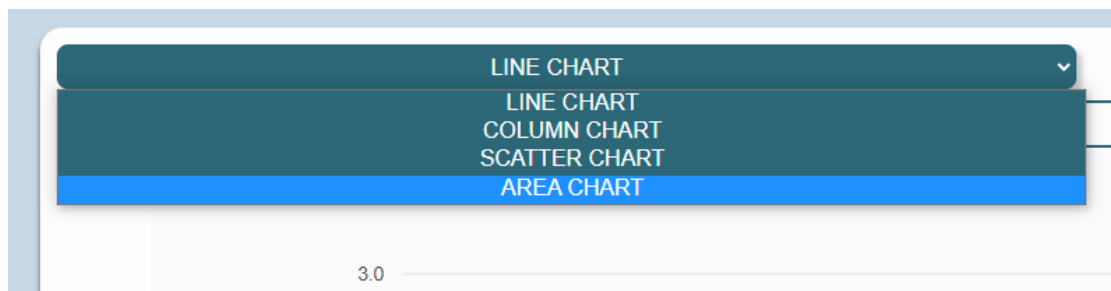 LINE CHART
LINE CHART
COLUMN CHART
SCATTER CHART
AREA CHART
3.0